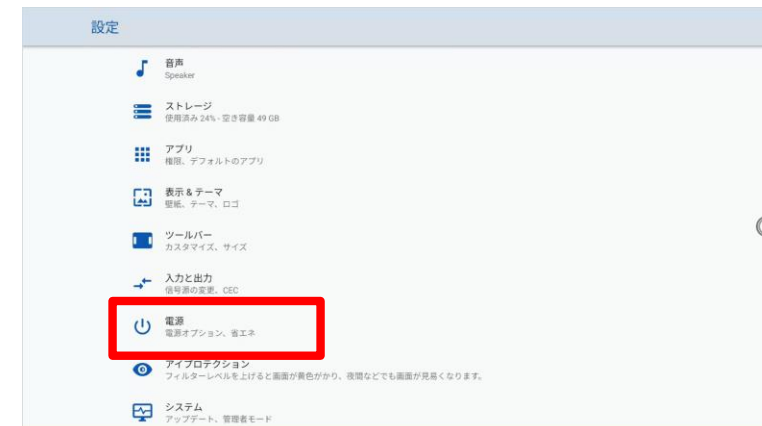 設定
音声
Speaker
ストレージ
使用済み 24% - 空き容量 49 GB
アプリ
権限、デフォルトのアプリ
表示 & テーマ
壁紙、テーマ、ロゴ
ツールバー
カスタマイズ、サイズ
入力と出力
信号源の変更、CEC
電源
電源オプション、省エネ
アイプロテクション
フィルターレベルを上げると画面が黄色がかり、夜間などでも画面が見易くなります。
システム
アップデート、管理者モード